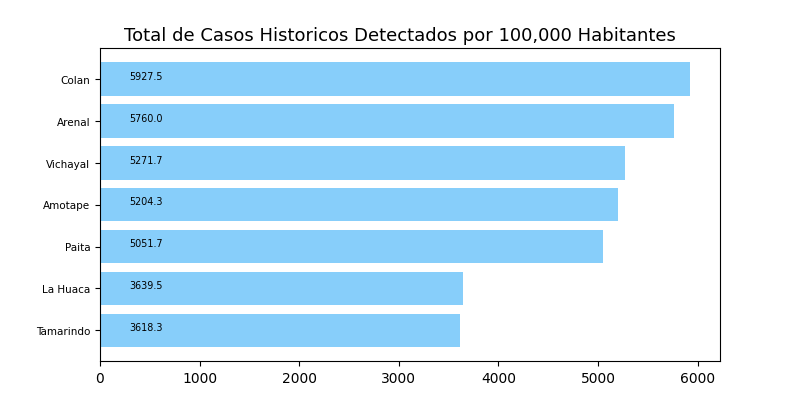 Total de Casos Historicos Detectados por 100,000 Habitantes
Colan 5927.5
Arenal 5760.0
Vichayal 5271.7
Amotape 5204.3
Paita 5051.7
La Huaca 3639.5
Tamarindo 3618.3
0 1000 2000 3000 4000 5000 6000